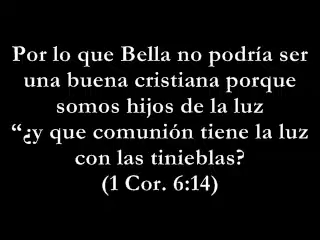 Por lo que Bella no podría ser
una buena cristiana porque
somos hijos de la luz
“¿y que comunión tiene la luz
con las tinieblas?
(1 Cor. 6:14)